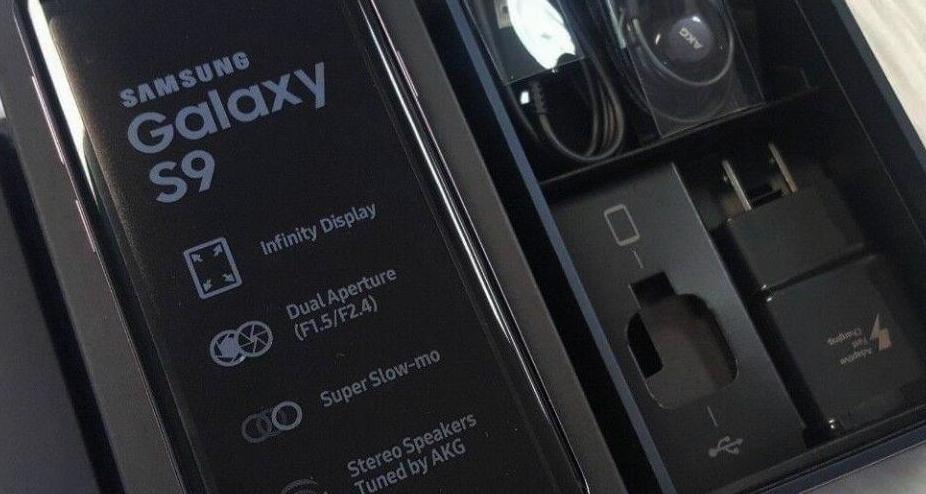 SAMSUNG
Galaxy
S9
Infinity Display
Dual Aperture
(F1.5/F2.4)
Super Slow-mo
Stereo Speakers
Tuned by AKG
AKG
Adaptive
Fast
Charging